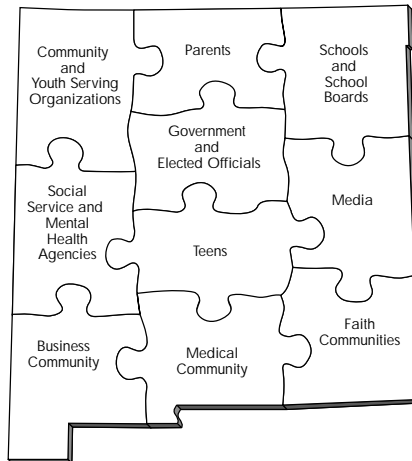 Community
and
Youth Serving
Organizations
Parents
Schools
and
School
Boards
Government
and
Elected Officials
Social
Service and
Mental
Health
Agencies
Media
Teens
Business
Community
Medical
Community
Faith
Communities